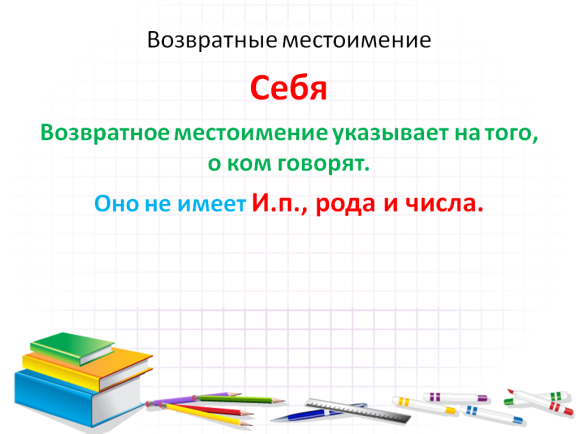 Возвратные местоимение
Себя
Возвратное местоимение указывает на того,
о ком говорят.
Оно не имеет И.п., рода и числа.